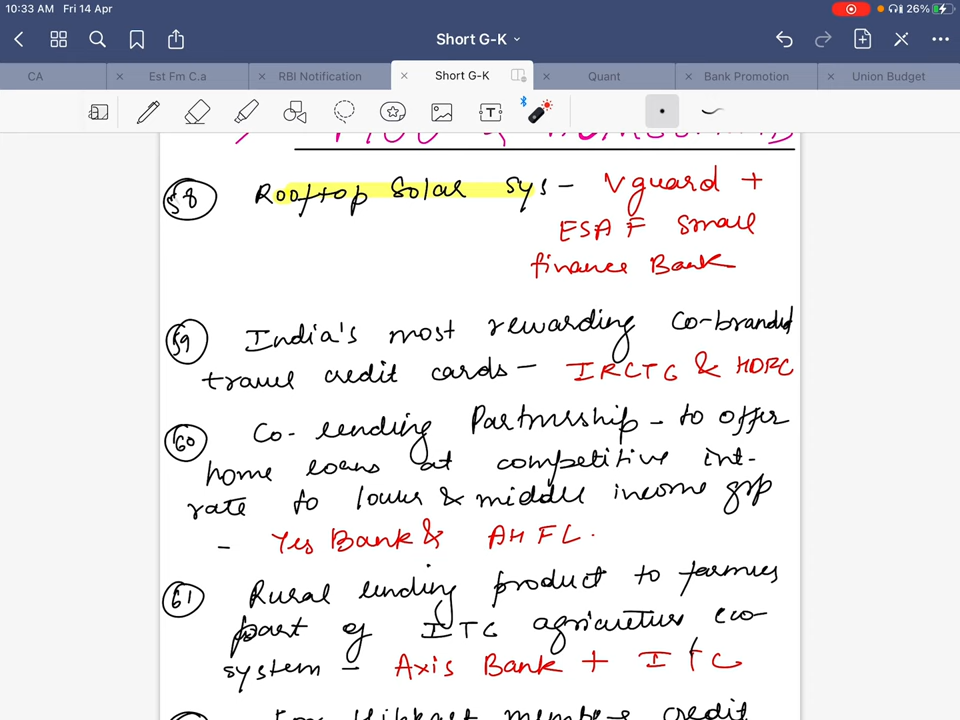 10:33 AM Fri 14 Apr 26%
Short G-K
CA Est Fm C.a RBI Notification Short G-K Quant Bank Promotion Union Budget
T
58 Rooftop Solar Sys - V guard +
ESAF Small
finance Bank
59 India's most rewarding Co-branded
travel credit cards - IRCTC & HDFC
60 Co-lending Partnership - to offer
home loans at competitive int-
rate to lower & middle income grp
- Yes Bank & AHFL.
61 Rural lending product to farmers
part of ITC agriculture eco-
system - Axis Bank + ITC
members credit